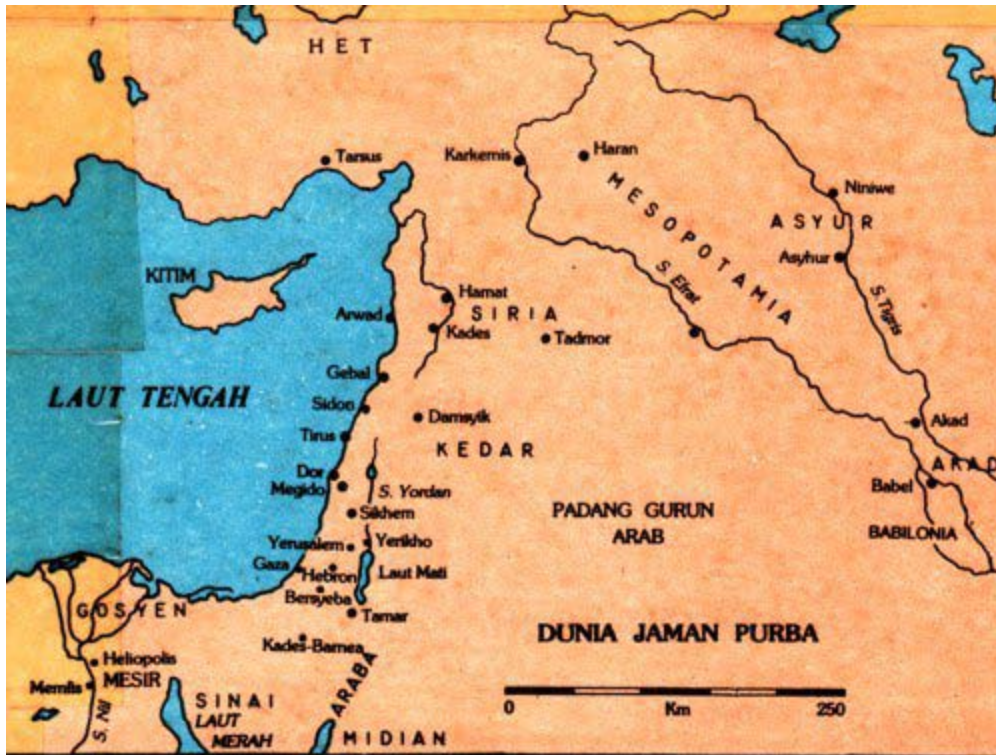 HET
Tarsus
Karkemis
Haran
MESOPOTAMIA
Niniwe
ASYUR
Asyhur
KITIM
S. Efrat
S. Tigris
Hamat
SIRIA
Arwad
Kades
Tadmor
Gebal
LAUT TENGAH
Sidon
Damsyik
Tirus
KEDAR
Akad
AKAD
Dor
Megido
S. Yordan
Babel
Sikhem
PADANG GURUN
ARAB
BABILONIA
Yerusalem
Yerikho
Gaza
Hebron
Laut Mati
Bersyeba
GOSYEN
Tamar
DUNIA JAMAN PURBA
Kades-Barnea
Heliopolis
MESIR
Memfis
ARABA
S. Nil
SINAI
LAUT
MERAH
MIDIAN
0 Km 250